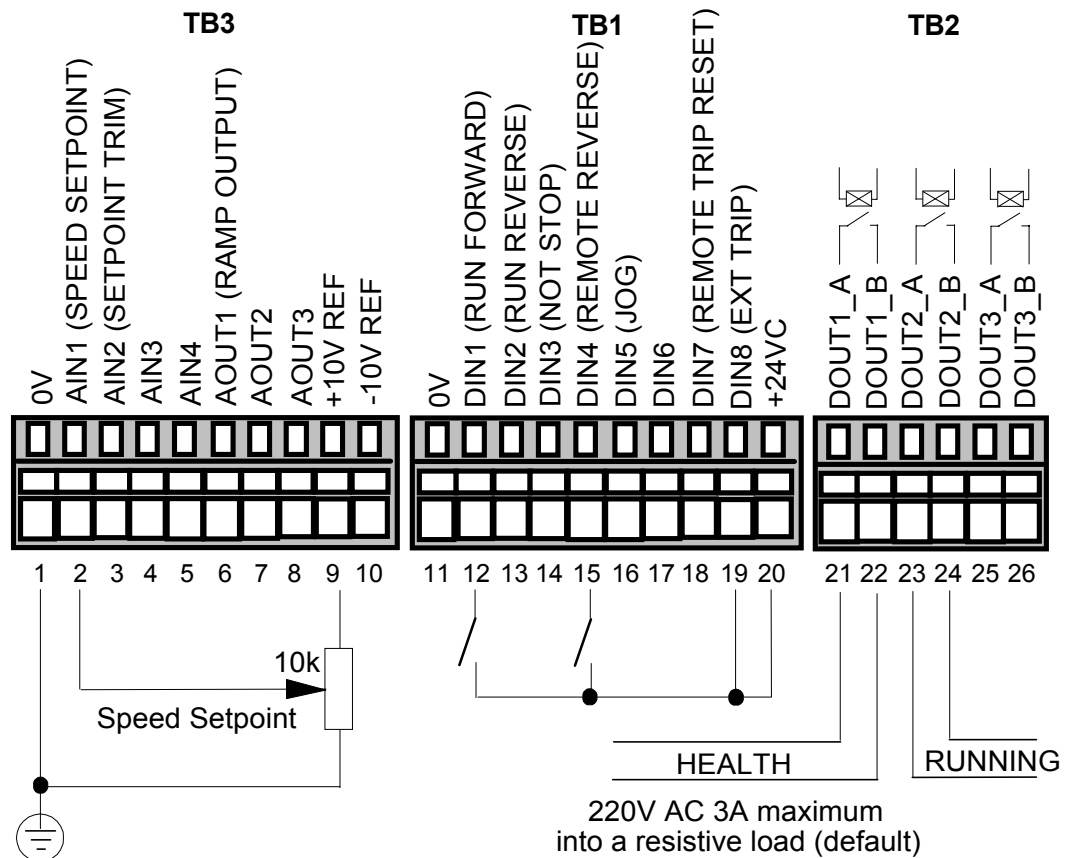 TB3
TB1
TB2
0V
AIN1 (SPEED SETPOINT)
AIN2 (SETPOINT TRIM)
AIN3
AIN4
AOUT1 (RAMP OUTPUT)
AOUT2
AOUT3
+10V REF
-10V REF
0V
DIN1 (RUN FORWARD)
DIN2 (RUN REVERSE)
DIN3 (NOT STOP)
DIN4 (REMOTE REVERSE)
DIN5 (JOG)
DIN6
DIN7 (REMOTE TRIP RESET)
DIN8 (EXT TRIP)
+24VC
DOUT1_A
DOUT1_B
DOUT2_A
DOUT2_B
DOUT3_A
DOUT3_B
1 2 3 4 5 6 7 8 9 10
11 12 13 14 15 16 17 18 19 20
21 22 23 24 25 26
10k
Speed Setpoint
HEALTH
RUNNING
220V AC 3A maximum
into a resistive load (default)